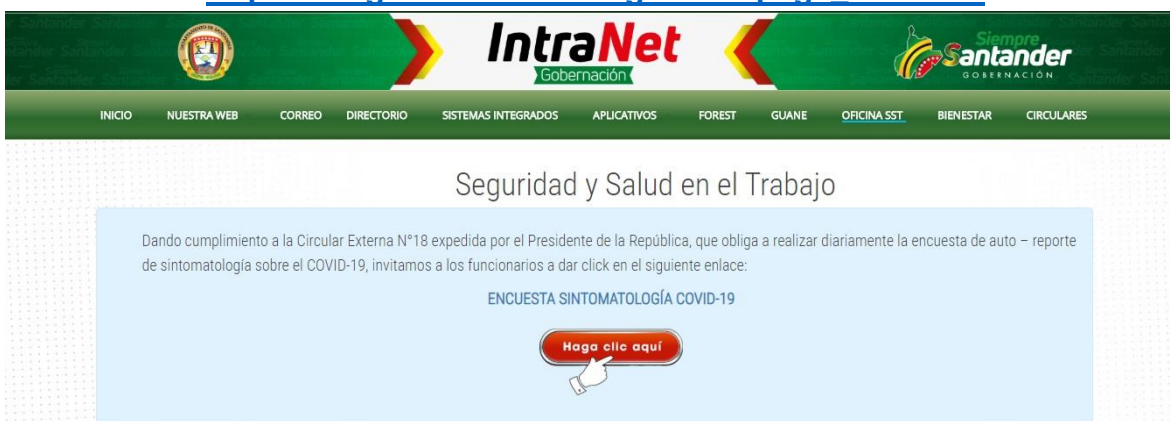 IntraNet
Gobernación
Siempre
Santander
GOBERNACIÓN
INICIO NUESTRA WEB CORREO DIRECTORIO SISTEMAS INTEGRADOS APLICATIVOS FOREST GUANE OFICINA SST BIENESTAR CIRCULARES
Seguridad y Salud en el Trabajo
Dando cumplimiento a la Circular Externa N°18 expedida por el Presidente de la República, que obliga a realizar diariamente la encuesta de auto – reporte
de sintomatología sobre el COVID-19, invitamos a los funcionarios a dar click en el siguiente enlace:
ENCUESTA SINTOMATOLOGÍA COVID-19
Haga clic aquí